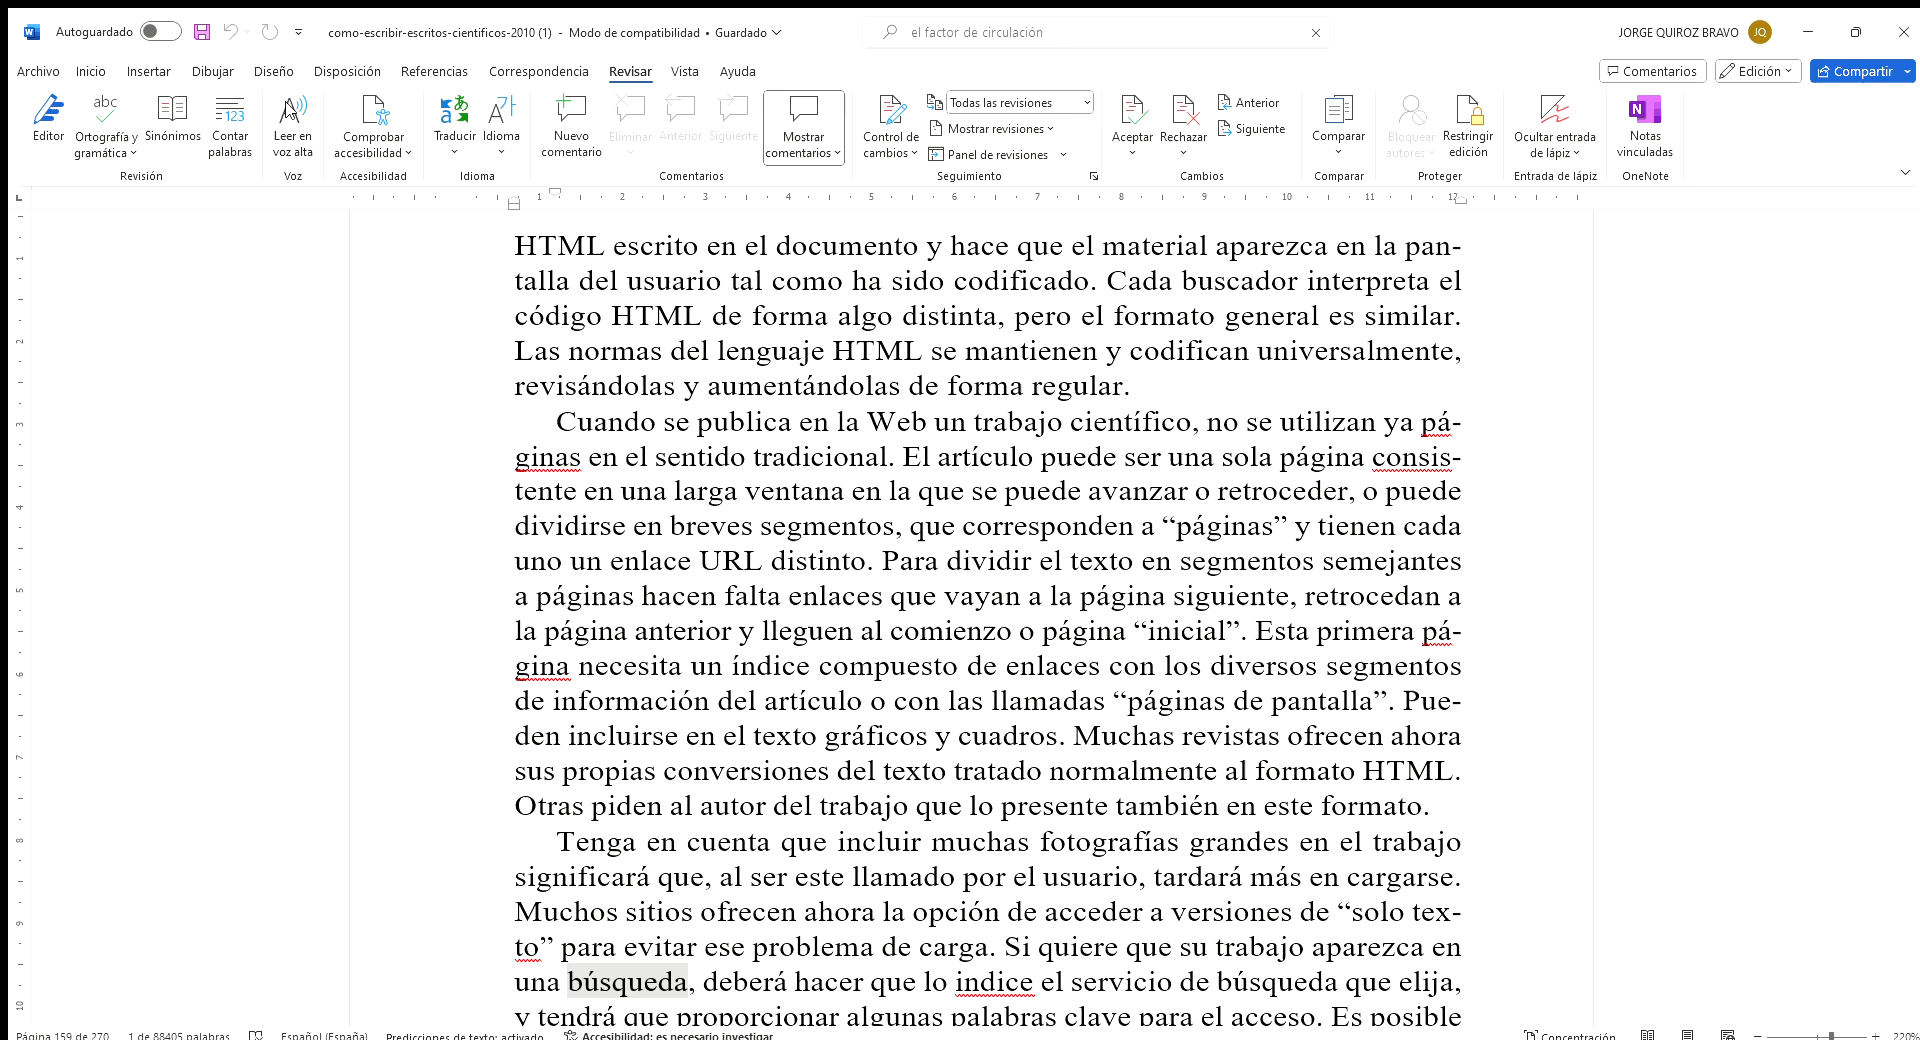 Autoguardado
como-escribir-escritos-cientificos-2010 (1) - Modo de compatibilidad • Guardado
el factor de circulación
JORGE QUIROZ BRAVO
JQ
Archivo Inicio Insertar Dibujar Diseño Disposición Referencias Correspondencia Revisar Vista Ayuda
Comentarios
Edición
Compartir
Editor
Ortografía y gramática
Sinónimos
Contar palabras
Revisión
Leer en voz alta
Voz
Comprobar accesibilidad
Accesibilidad
Traducir
Idioma
Idioma
Nuevo comentario
Eliminar
Anterior
Siguiente
Mostrar comentarios
Comentarios
Control de cambios
Todas las revisiones
Mostrar revisiones
Panel de revisiones
Seguimiento
Aceptar
Rechazar
Anterior
Siguiente
Cambios
Comparar
Comparar
Bloquear autores
Restringir edición
Proteger
Ocultar entrada de lápiz
Entrada de lápiz
Notas vinculadas
OneNote
1 2 3 4 5 6 7 8 9 10 11 12
HTML escrito en el documento y hace que el material aparezca en la pan-
talla del usuario tal como ha sido codificado. Cada buscador interpreta el
código HTML de forma algo distinta, pero el formato general es similar.
Las normas del lenguaje HTML se mantienen y codifican universalmente,
revisándolas y aumentándolas de forma regular.
Cuando se publica en la Web un trabajo científico, no se utilizan ya pá-
ginas en el sentido tradicional. El artículo puede ser una sola página consis-
tente en una larga ventana en la que se puede avanzar o retroceder, o puede
dividirse en breves segmentos, que corresponden a “páginas” y tienen cada
uno un enlace URL distinto. Para dividir el texto en segmentos semejantes
a páginas hacen falta enlaces que vayan a la página siguiente, retrocedan a
la página anterior y lleguen al comienzo o página “inicial”. Esta primera pá-
gina necesita un índice compuesto de enlaces con los diversos segmentos
de información del artículo o con las llamadas “páginas de pantalla”. Pue-
den incluirse en el texto gráficos y cuadros. Muchas revistas ofrecen ahora
sus propias conversiones del texto tratado normalmente al formato HTML.
Otras piden al autor del trabajo que lo presente también en este formato.
Tenga en cuenta que incluir muchas fotografías grandes en el trabajo
significará que, al ser este llamado por el usuario, tardará más en cargarse.
Muchos sitios ofrecen ahora la opción de acceder a versiones de “solo tex-
to” para evitar ese problema de carga. Si quiere que su trabajo aparezca en
una búsqueda, deberá hacer que lo indice el servicio de búsqueda que elija,
y tendrá que proporcionar algunas palabras clave para el acceso. Es posible
Página 159 de 270
1 de 88405 palabras
Español (España)
Predicciones de texto: activado
Accesibilidad: es necesario investigar
Concentración
220%